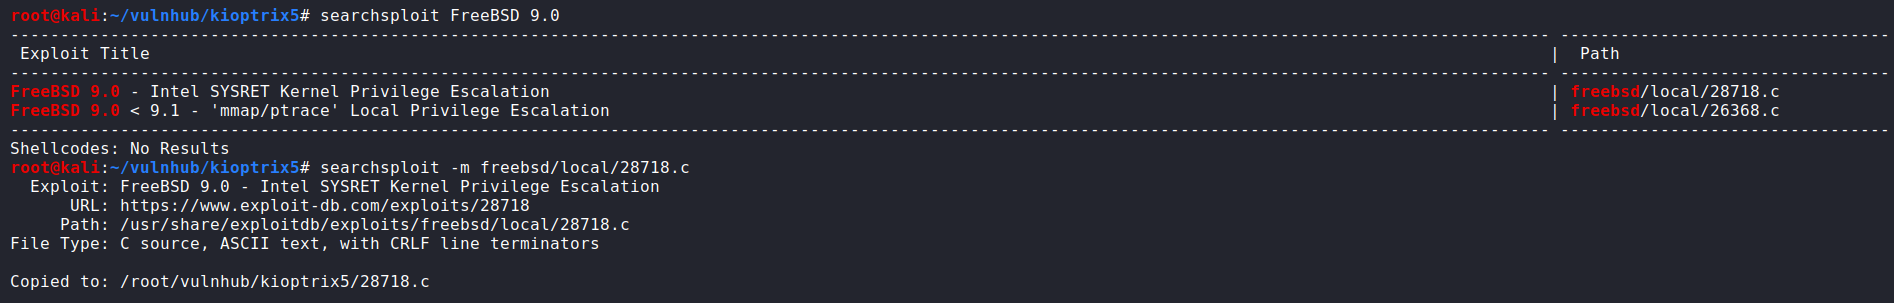 root@kali:~/vulnhub/kioptrix5# searchsploit FreeBSD 9.0
---------------------------------------------------------------------------------------------------------------------------------------------------------- ---------------------------------
 Exploit Title                                                                                                                                            |  Path
---------------------------------------------------------------------------------------------------------------------------------------------------------- ---------------------------------
FreeBSD 9.0 - Intel SYSRET Kernel Privilege Escalation                                                                                                    | freebsd/local/28718.c
FreeBSD 9.0 < 9.1 - 'mmap/ptrace' Local Privilege Escalation                                                                                              | freebsd/local/26368.c
---------------------------------------------------------------------------------------------------------------------------------------------------------- ---------------------------------
Shellcodes: No Results
root@kali:~/vulnhub/kioptrix5# searchsploit -m freebsd/local/28718.c
  Exploit: FreeBSD 9.0 - Intel SYSRET Kernel Privilege Escalation
      URL: https://www.exploit-db.com/exploits/28718
     Path: /usr/share/exploitdb/exploits/freebsd/local/28718.c
File Type: C source, ASCII text, with CRLF line terminators

Copied to: /root/vulnhub/kioptrix5/28718.c